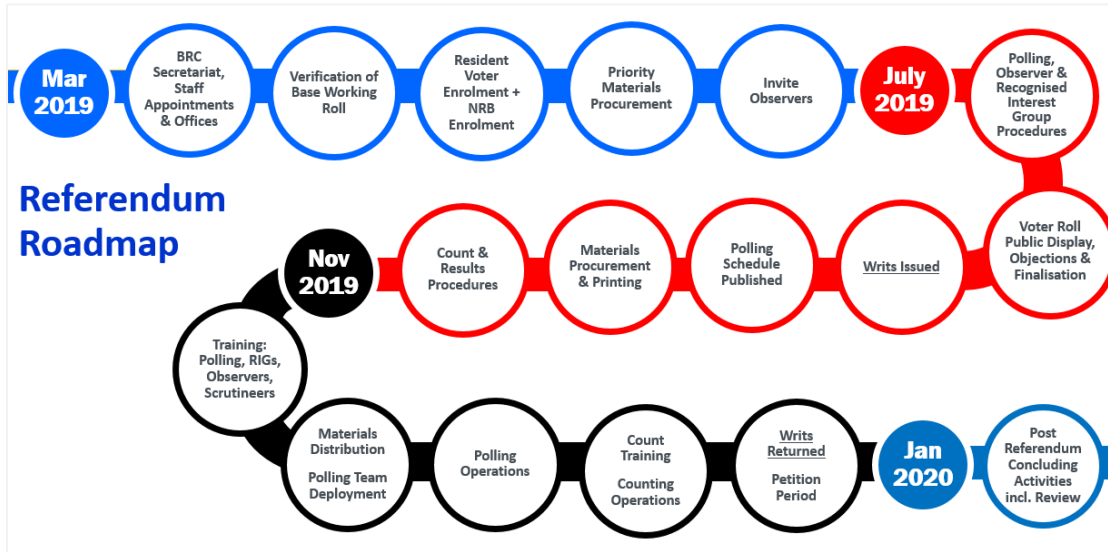 Mar
2019
BRC
Secretariat,
Staff
Appointments
& Offices
Verification of
Base Working
Roll
Resident
Voter
Enrolment +
NRB
Enrolment
Priority
Materials
Procurement
Invite
Observers
July
2019
Polling,
Observer &
Recognised
Interest
Group
Procedures
Referendum
Roadmap
Voter Roll
Public Display,
Objections &
Finalisation
Writs Issued
Polling
Schedule
Published
Materials
Procurement
& Printing
Count &
Results
Procedures
Nov
2019
Training:
Polling, RIGs,
Observers,
Scrutineers
Materials
Distribution
Polling Team
Deployment
Polling
Operations
Count
Training
Counting
Operations
Writs
Returned
Petition
Period
Jan
2020
Post
Referendum
Concluding
Activities
incl. Review